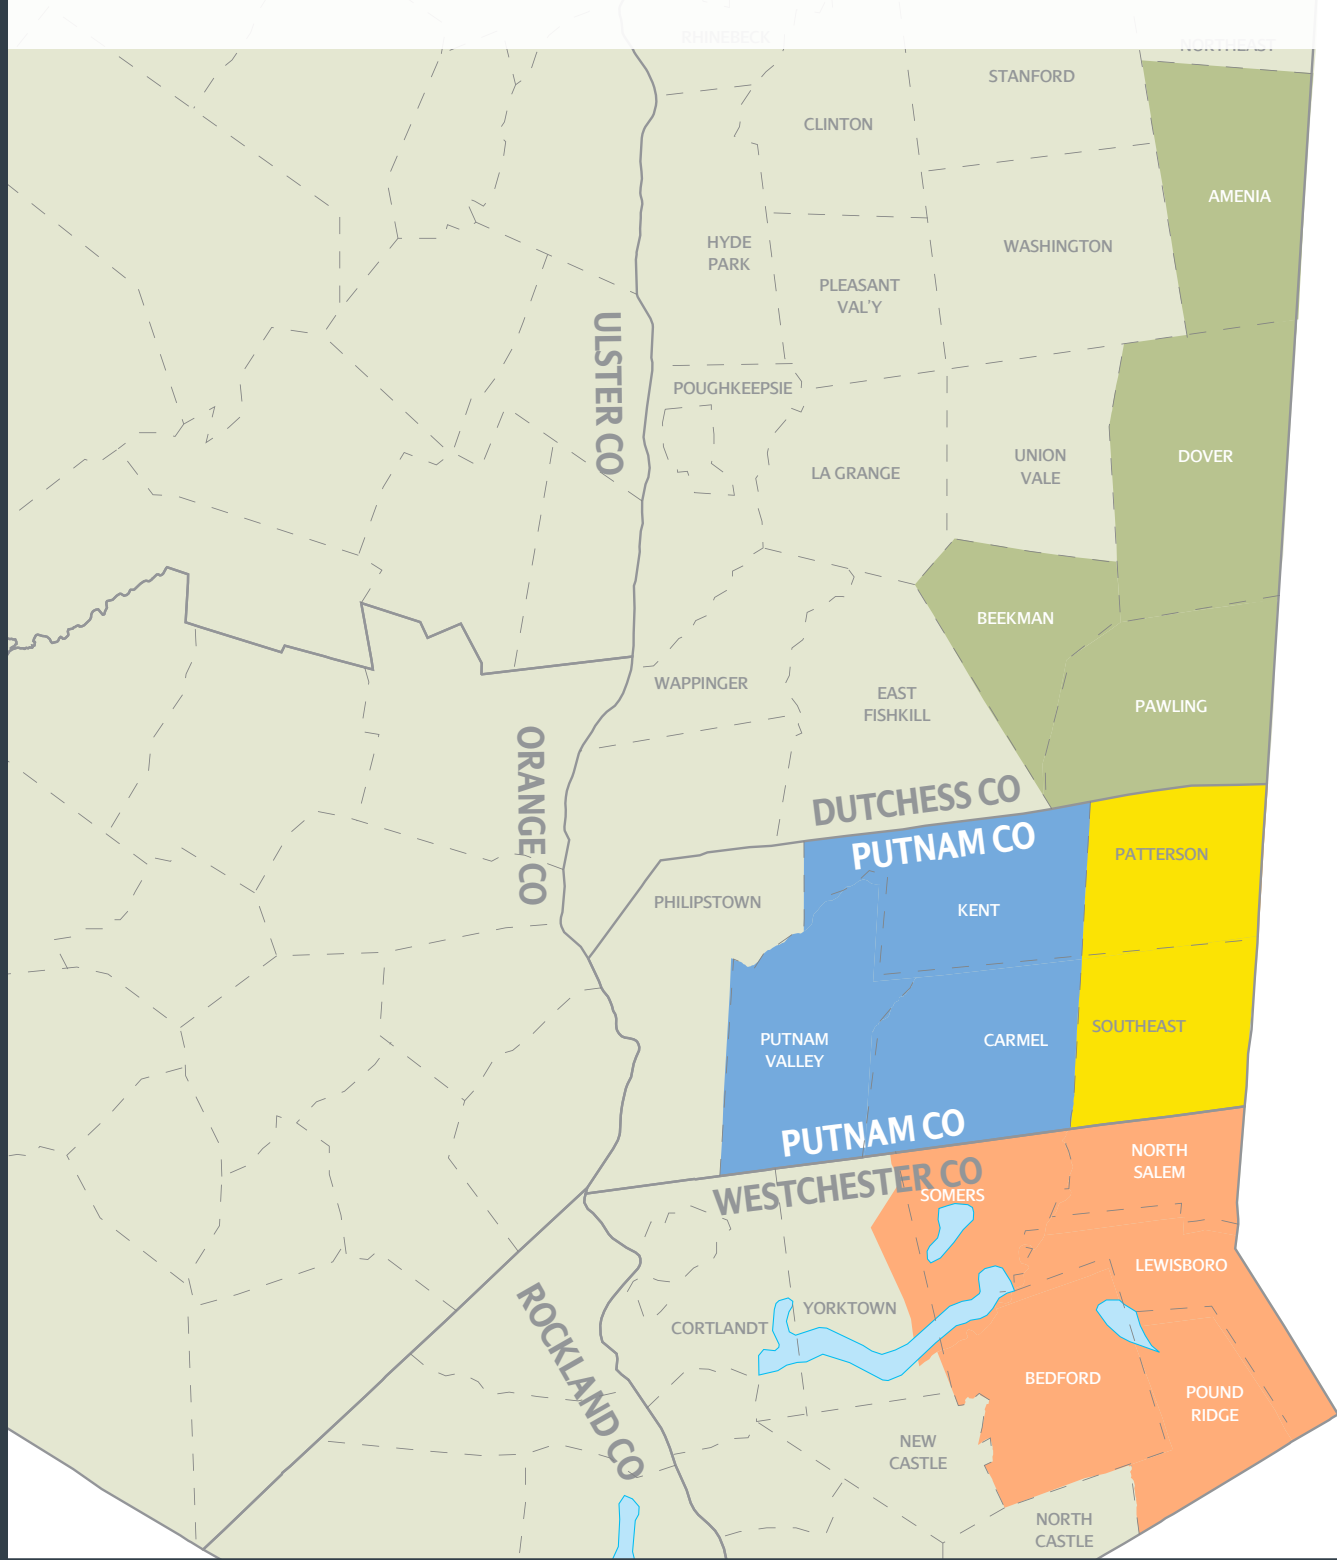 RHINEBECK
NORTHEAST
STANFORD
CLINTON
AMENIA
HYDE
PARK
WASHINGTON
PLEASANT
VAL'Y
ULSTER CO
POUGHKEEPSIE
LA GRANGE
UNION
VALE
DOVER
BEEKMAN
WAPPINGER
EAST
FISHKILL
PAWLING
ORANGE CO
DUTCHESS CO
PUTNAM CO
PATTERSON
PHILIPSTOWN
KENT
PUTNAM
VALLEY
CARMEL
SOUTHEAST
PUTNAM CO
WESTCHESTER CO
NORTH
SALEM
SOMERS
LEWISBORO
YORKTOWN
CORTLANDT
ROCKLAND CO
BEDFORD
POUND
RIDGE
NEW
CASTLE
NORTH
CASTLE